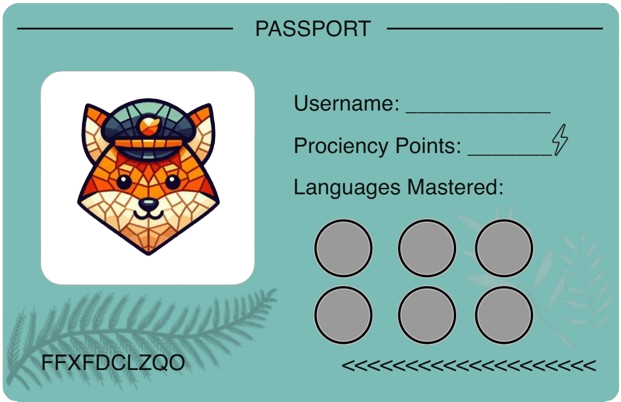 PASSPORT
Username: ____________
Prociency Points: _______
Languages Mastered:
FFXFDCLZQO <<<<<<<<<<<<<<<<<<<<